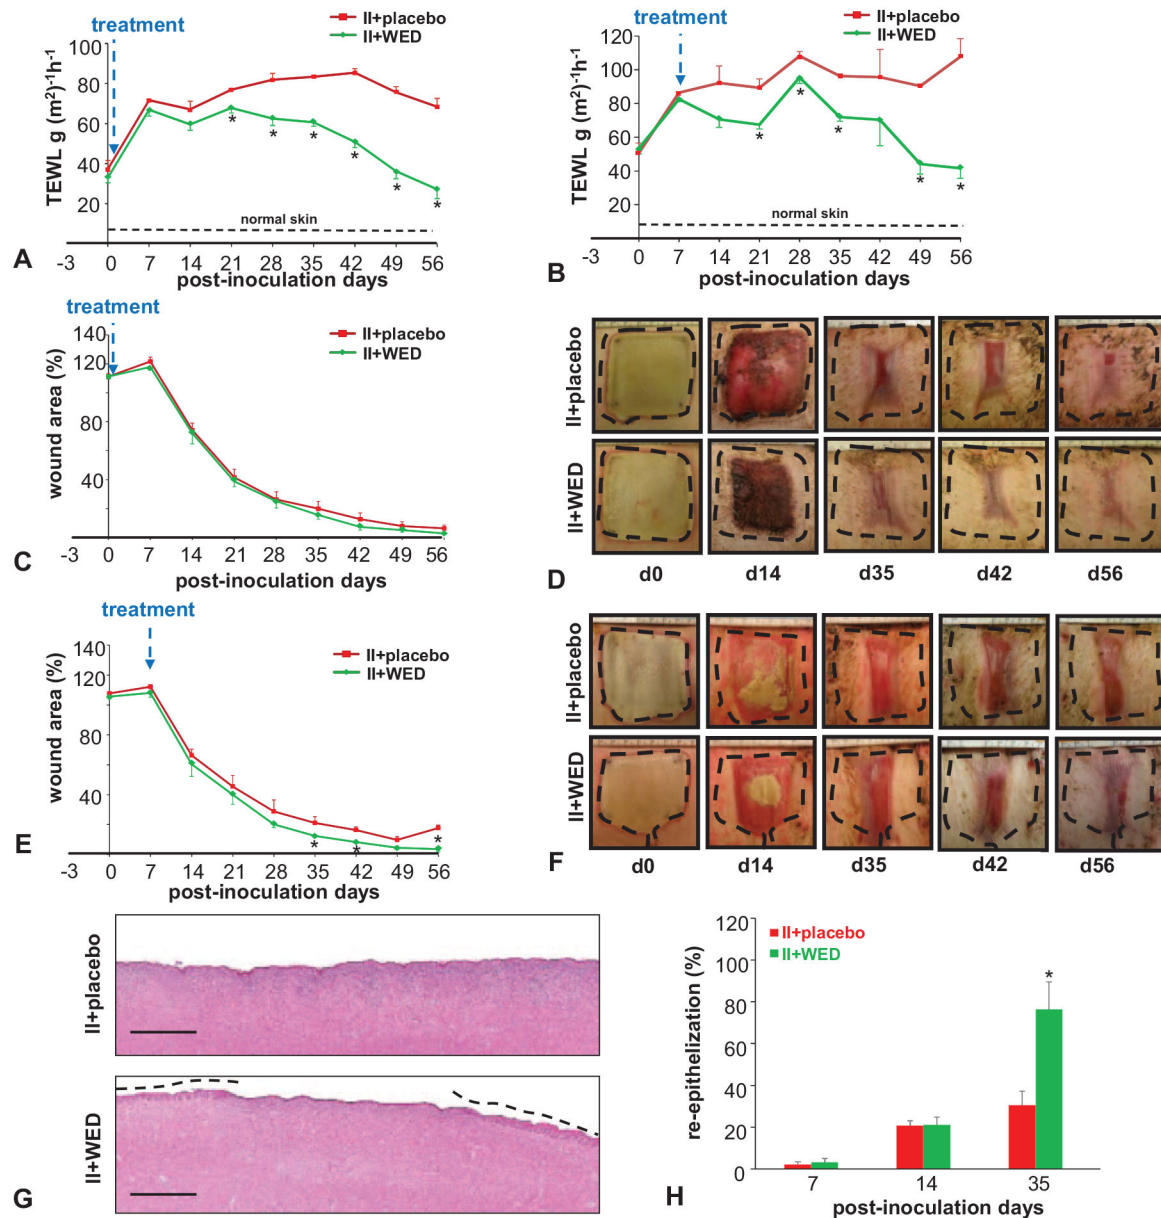 treatment
II+placebo
II+WED
TEWL g (m²)⁻¹h⁻¹
100
80
60
40
20
*
*
*
*
*
*
normal skin
A
-3
0
7
14
21
28
35
42
49
56
post-inoculation days
treatment
II+placebo
II+WED
TEWL g (m²)⁻¹h⁻¹
120
100
80
60
40
20
*
*
*
*
*
normal skin
B
-3
0
7
14
21
28
35
42
49
56
post-inoculation days
treatment
II+placebo
II+WED
wound area (%)
140
120
80
40
C
-3
0
7
14
21
28
35
42
49
56
post-inoculation days
II+placebo
II+WED
D
d0
d14
d35
d42
d56
treatment
II+placebo
II+WED
wound area (%)
140
120
80
40
*
*
*
E
-3
0
7
14
21
28
35
42
49
56
post-inoculation days
II+placebo
II+WED
F
d0
d14
d35
d42
d56
II+placebo
II+WED
G
120
100
80
60
40
20
0
re-epithelization (%)
II+placebo
II+WED
*
7
14
35
H
post-inoculation days